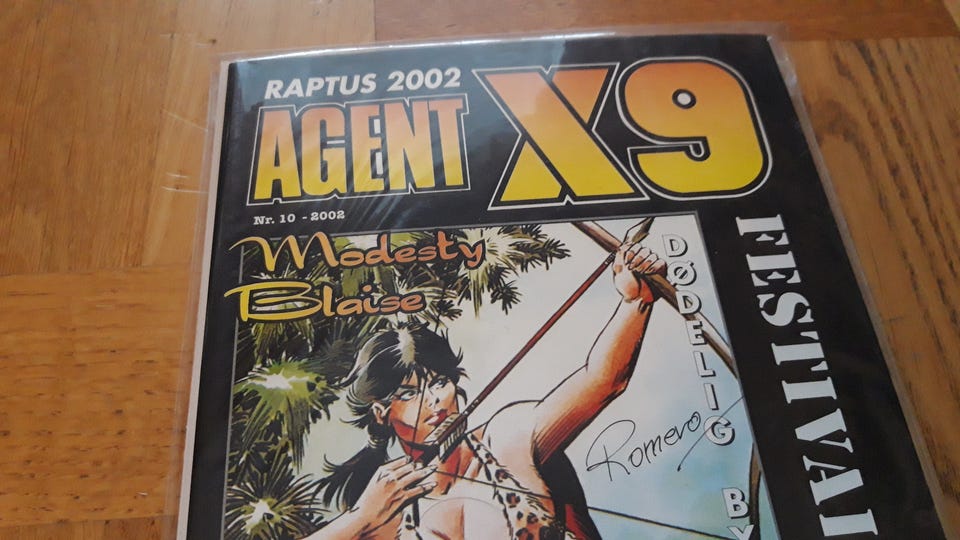 RAPTUS 2002
AGENT X9
Nr. 10 - 2002
Modesty
Blaise
DØDELIG
BY
Romero
FESTIVAL